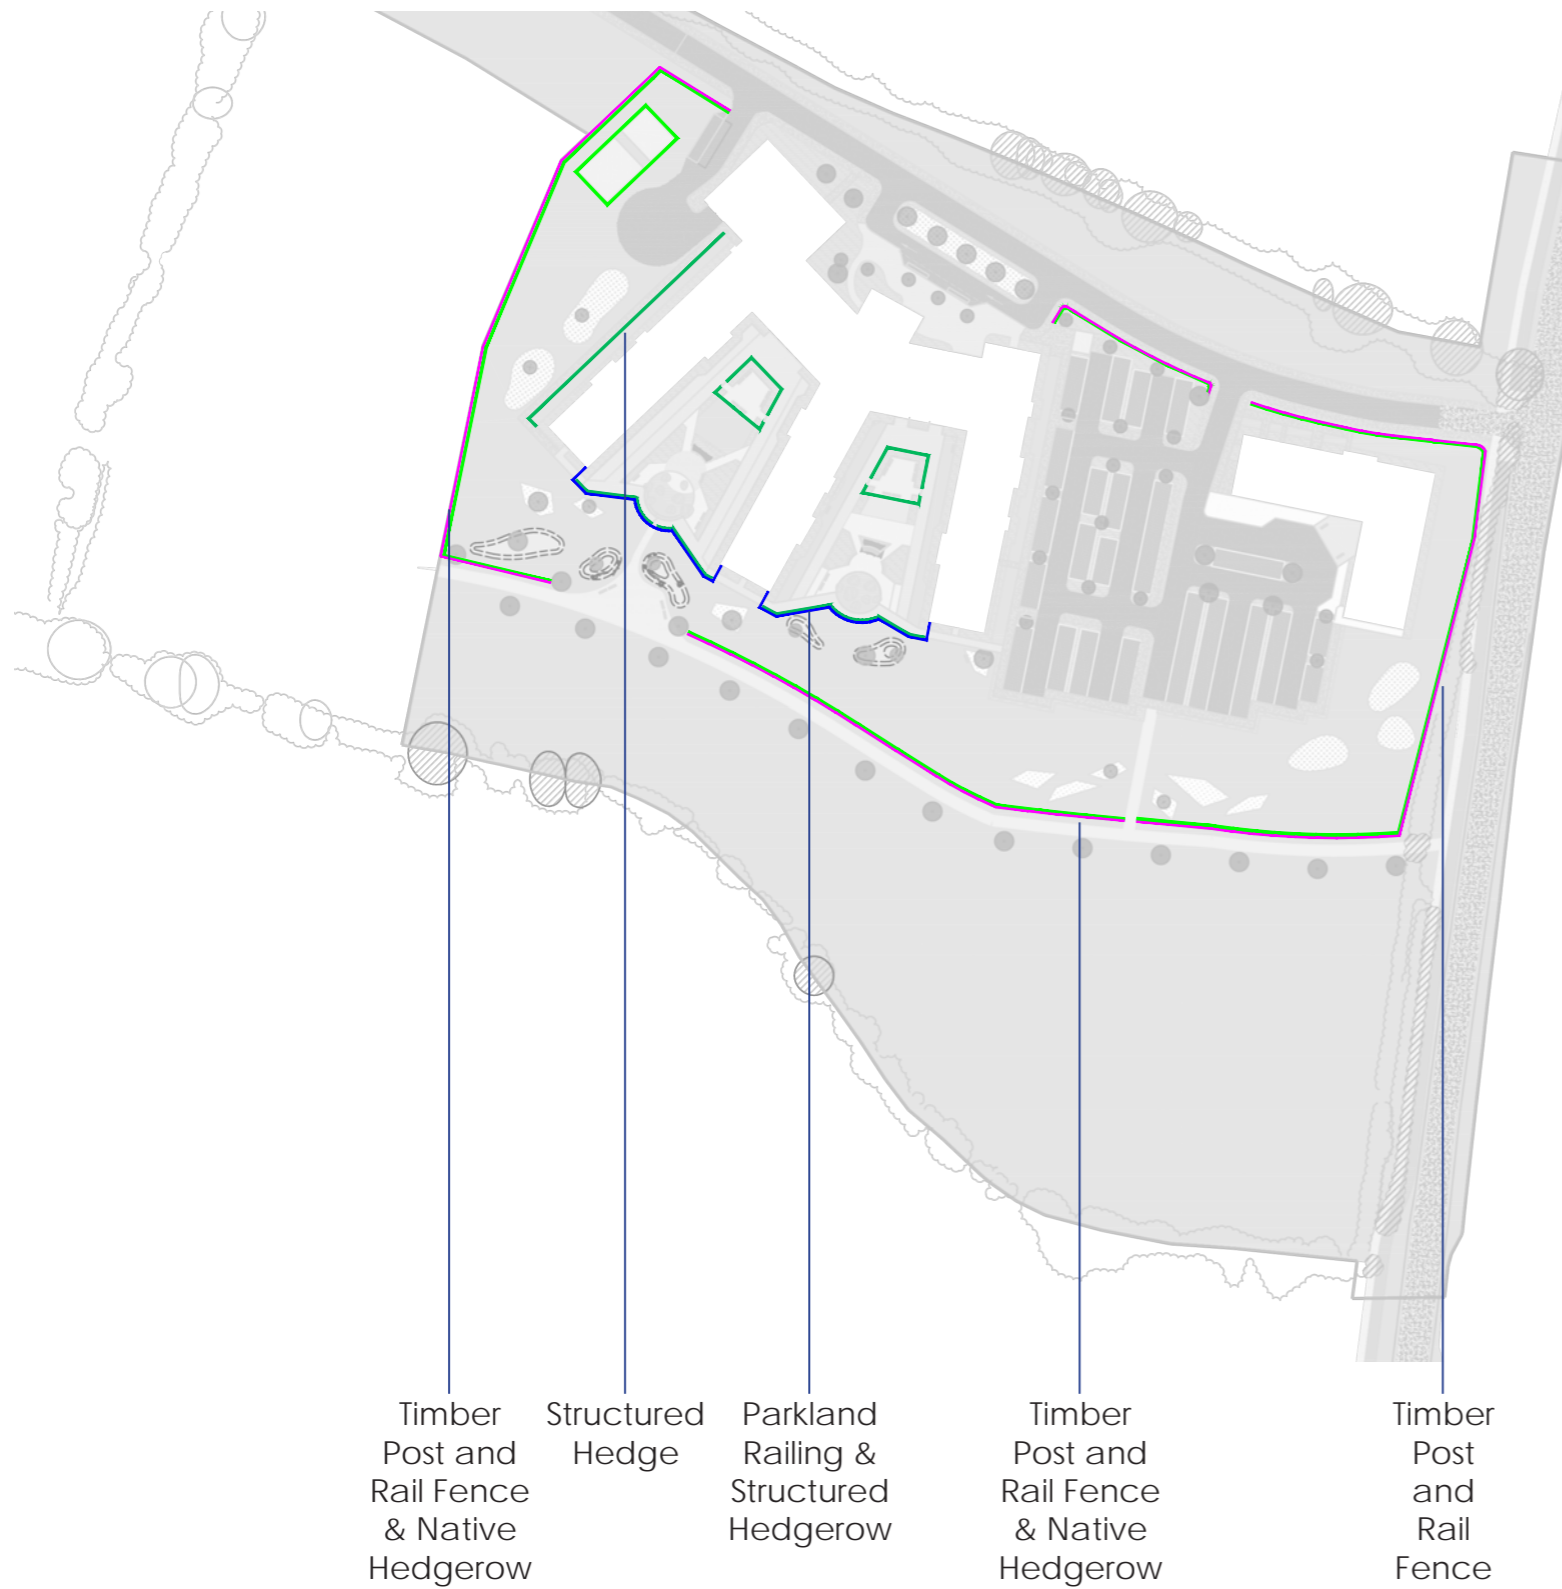 Timber
Post and
Rail Fence
& Native
Hedgerow
Structured
Hedge
Parkland
Railing &
Structured
Hedgerow
Timber
Post and
Rail Fence
& Native
Hedgerow
Timber
Post
and
Rail
Fence